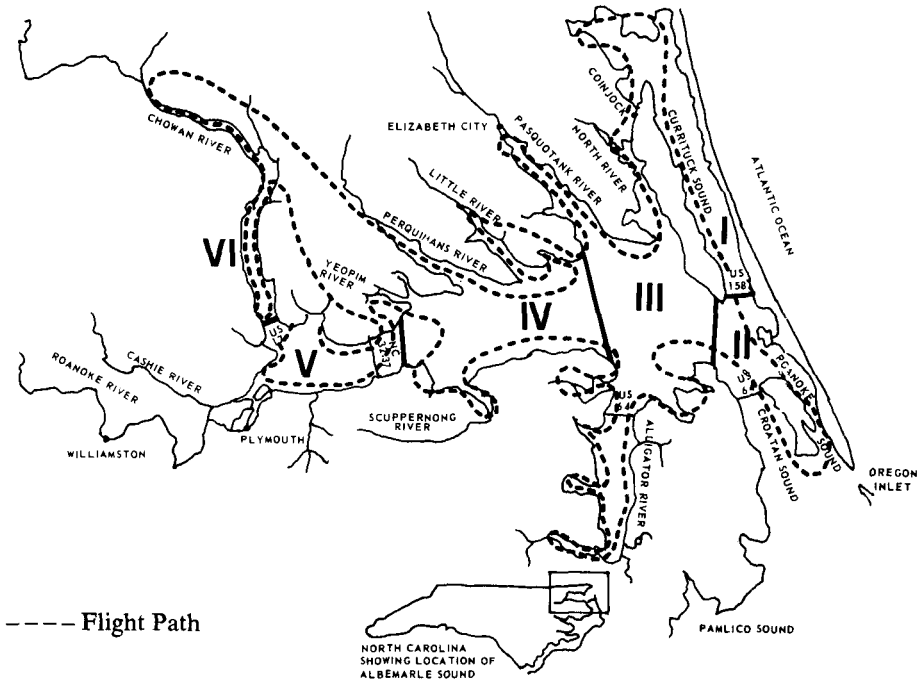 COINJOCK
CHOWAN RIVER
ELIZABETH CITY
PASQUOTANK RIVER
NORTH RIVER
CURRITUCK SOUND
ATLANTIC OCEAN
LITTLE RIVER
PERQUIMANS RIVER
I
VI
YEOPIM
RIVER
III
US
158
IV
US
V
NC
II
CASHIE RIVER
ROANOKE RIVER
US
64
ROANOKE SOUND
US
64
SCUPPERNONG
RIVER
PLYMOUTH
CROATAN SOUND
WILLIAMSTON
ALLIGATOR RIVER
OREGON
INLET
---- Flight Path
PAMLICO SOUND
NORTH CAROLINA
SHOWING LOCATION OF
ALBEMARLE SOUND